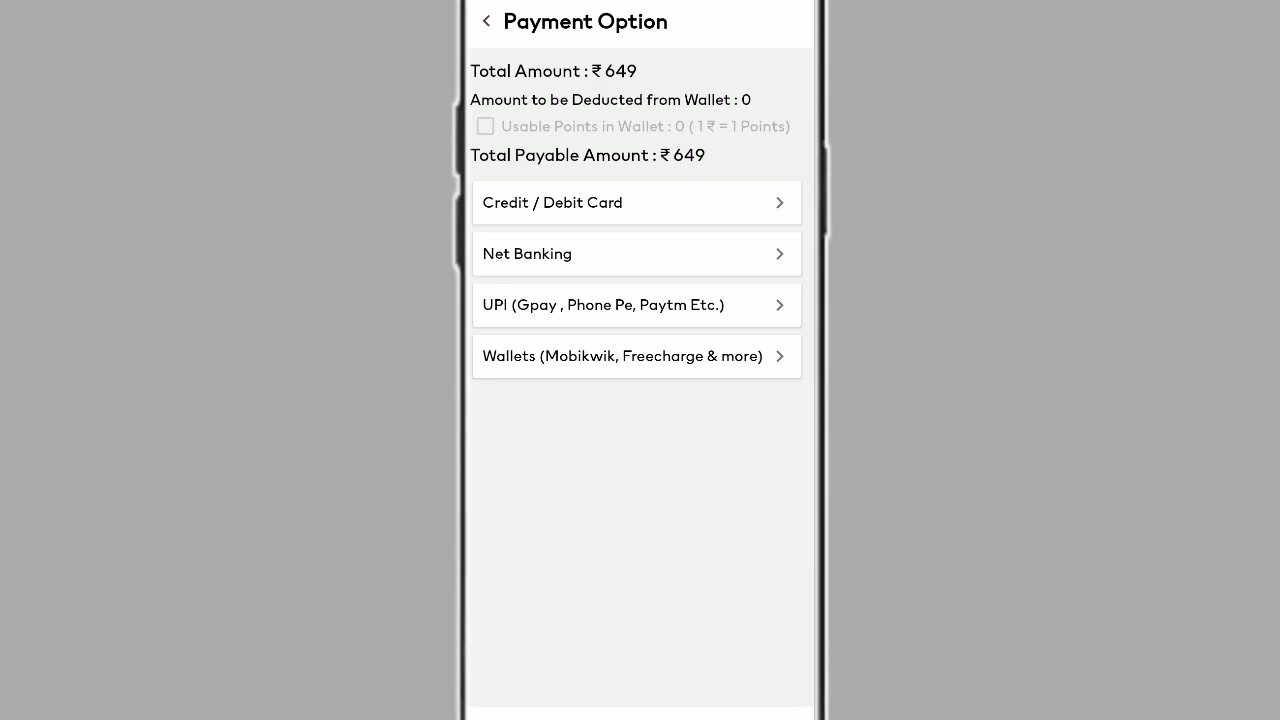 Payment Option
Total Amount : ₹ 649
Amount to be Deducted from Wallet : 0
Usable Points in Wallet : 0 ( 1 ₹ = 1 Points)
Total Payable Amount : ₹ 649
Credit / Debit Card
Net Banking
UPI (Gpay , Phone Pe, Paytm Etc.)
Wallets (Mobikwik, Freecharge & more)